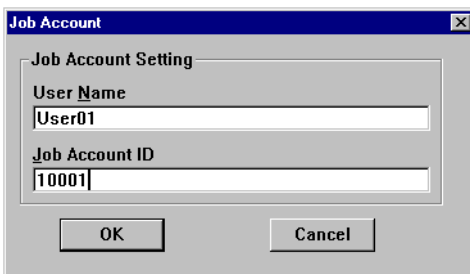 Job Account
Job Account Setting
User Name
User01
Job Account ID
10001
OK Cancel